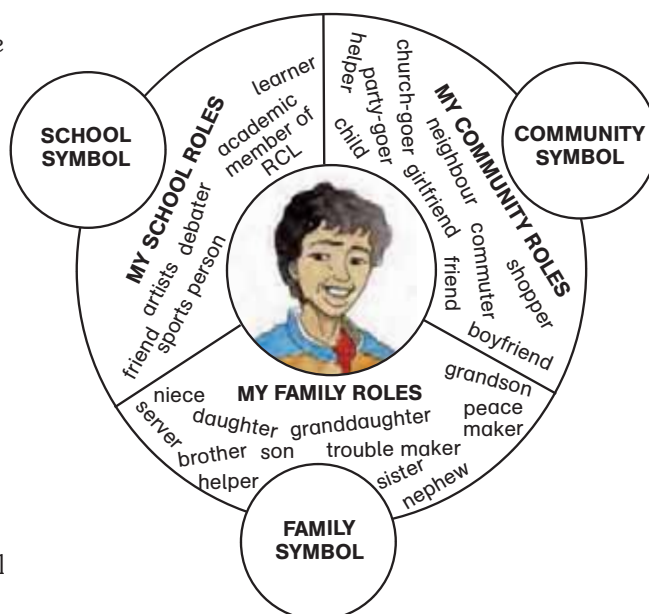 e
SCHOOL
SYMBOL
MY SCHOOL ROLES
learner
academic
member of
RCL
debater
artists
friend
sports person
COMMUNITY
SYMBOL
MY COMMUNITY ROLES
helper
party-goer
child
church-goer
girlfriend
neighbour
friend
commuter
shopper
boyfriend
MY FAMILY ROLES
niece
server
daughter
granddaughter
grandson
peace
maker
brother
son
trouble maker
helper
sister
nephew
FAMILY
SYMBOL
l